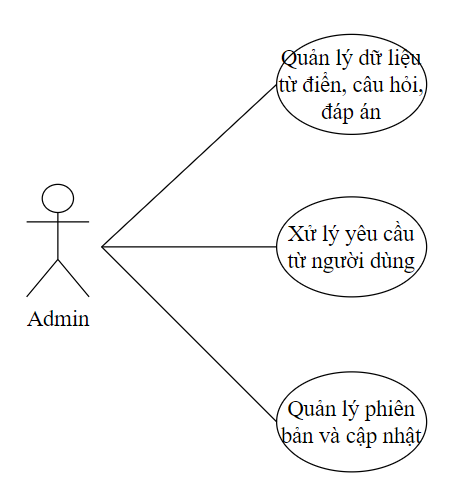 Quản lý dữ liệu
từ điển, câu hỏi,
đáp án
Xử lý yêu cầu
từ người dùng
Admin
Quản lý phiên
bản và cập nhật